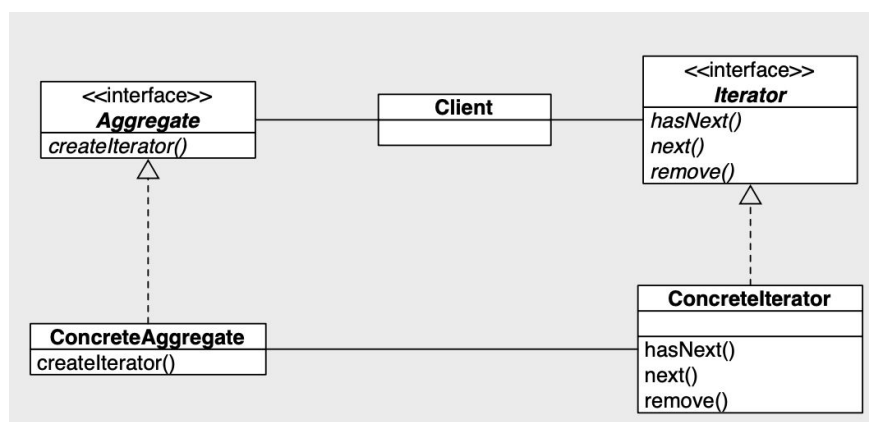 <<interface>>
Aggregate
createIterator()
Client
<<interface>>
Iterator
hasNext()
next()
remove()
ConcreteAggregate
createIterator()
ConcreteIterator
hasNext()
next()
remove()